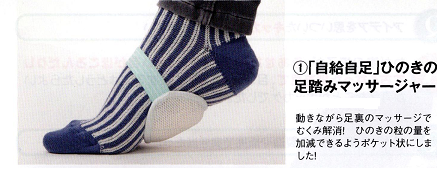 ①「自給自足」ひのきの
足踏みマッサージャー
動きながら足裏のマッサージで
むくみ解消!　ひのきの粒の量を
加減できるようポケット状にしま
した!